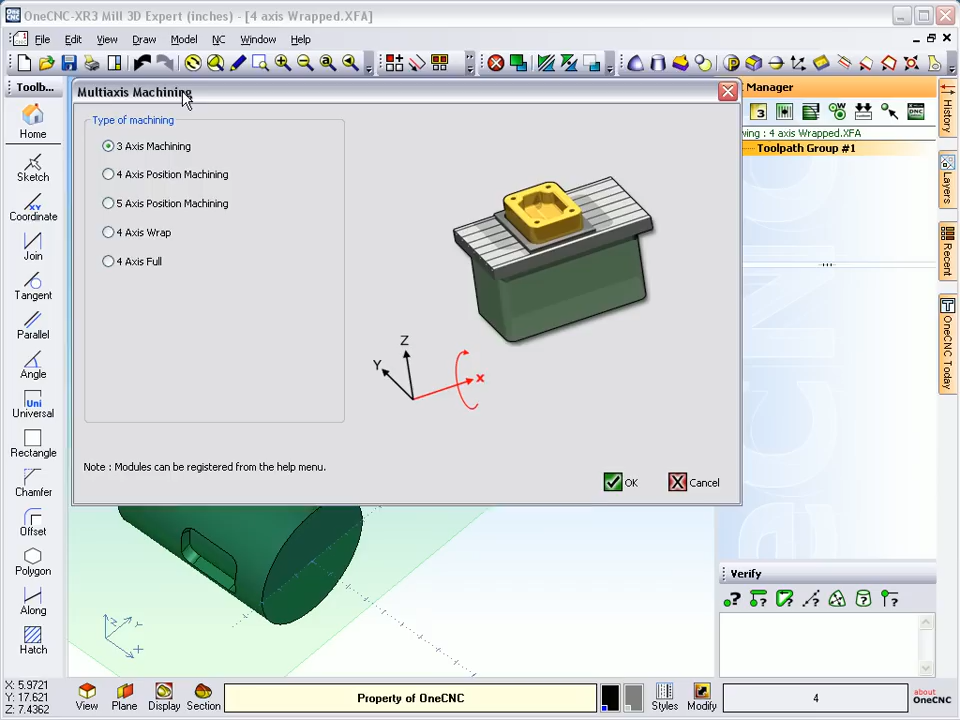 OneCNC-XR3 Mill 3D Expert (inches) - [4 axis Wrapped.XFA]
File Edit View Draw Model NC Window Help
Toolb...
Home
Sketch
XY
Coordinate
Join
Tangent
Parallel
Angle
Uni
Universal
Rectangle
Chamfer
Offset
Polygon
Along
Hatch
Multiaxis Machining
Type of machining
3 Axis Machining
4 Axis Position Machining
5 Axis Position Machining
4 Axis Wrap
4 Axis Full
Z
Y
x
Note : Modules can be registered from the help menu.
OK Cancel
Manager
wing : 4 axis Wrapped.XFA
Toolpath Group #1
History
Layers
Recent
OneCNC Today
Verify
X: 5.9721
Y: 17.621
Z: 7.4362
View Plane Display Section
Property of OneCNC
Styles Modify
4
about
OneCNC